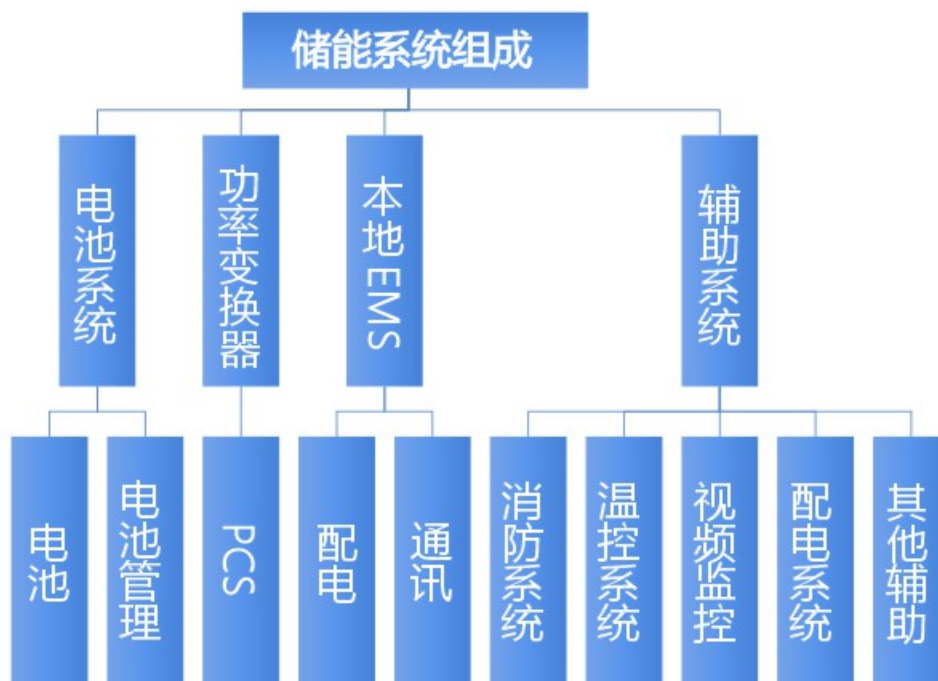 储能系统组成
电池系统
功率变换器
本地EMS
辅助系统
电池
电池管理
PCS
配电
通讯
消防系统
温控系统
视频监控
配电系统
其他辅助